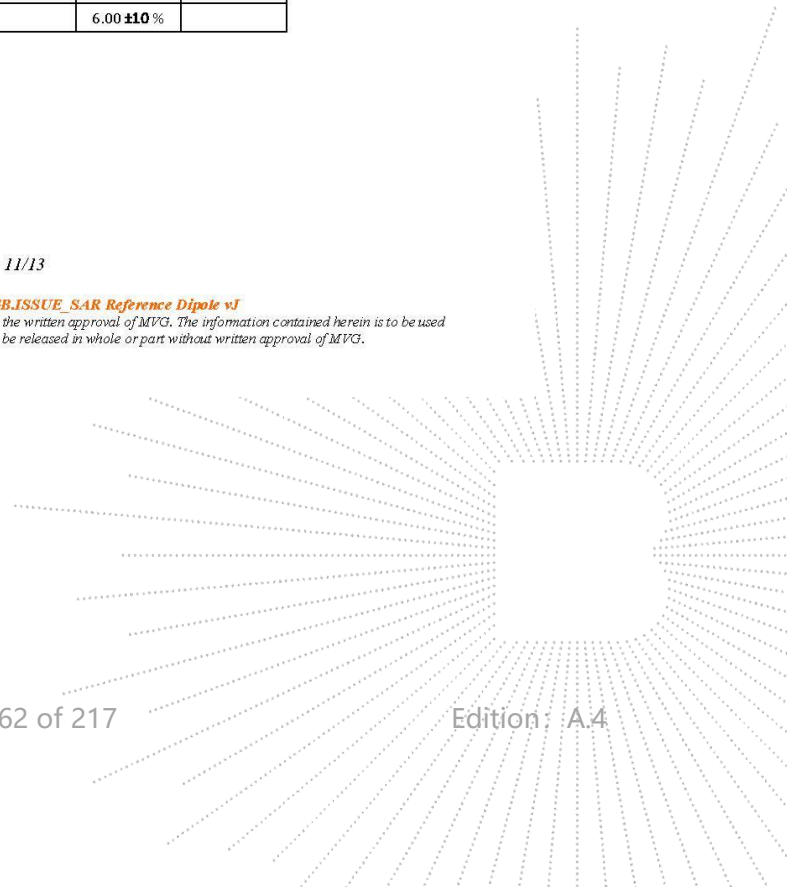 6.00 ±10 %
11/13
B.ISSUE_SAR Reference Dipole vJ
the written approval of MVG. The information contained herein is to be used
be released in whole or part without written approval of MVG.
62 of 217
Edition： A.4